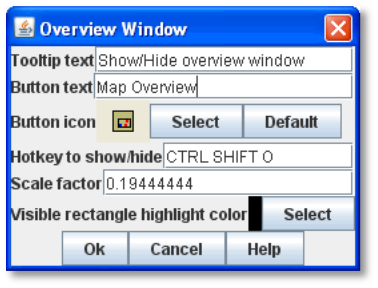 Overview Window
Tooltip text Show/Hide overview window
Button text Map Overview
Button icon Select Default
Hotkey to show/hide CTRL SHIFT O
Scale factor 0.19444444
Visible rectangle highlight color Select
Ok Cancel Help